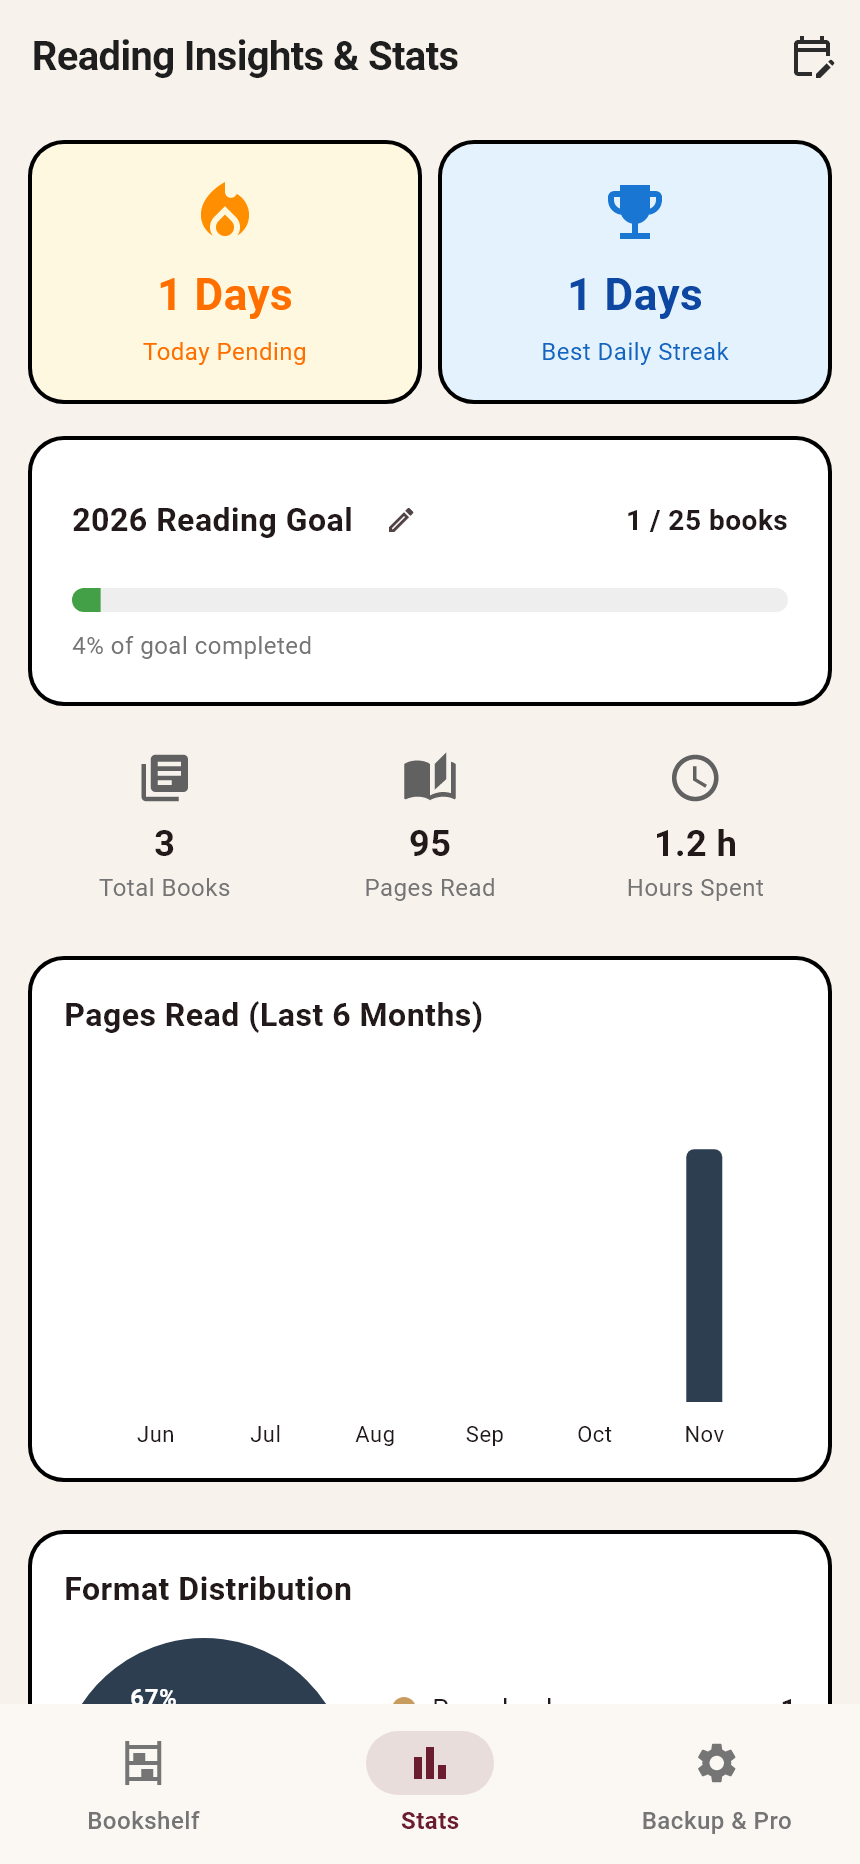 Reading Insights & Stats
1 Days
Today Pending
1 Days
Best Daily Streak
2026 Reading Goal
1 / 25 books
4% of goal completed
3
Total Books
95
Pages Read
1.2 h
Hours Spent
Pages Read (Last 6 Months)
Jun Jul Aug Sep Oct Nov
Format Distribution
67%
Bookshelf
Stats
Backup & Pro